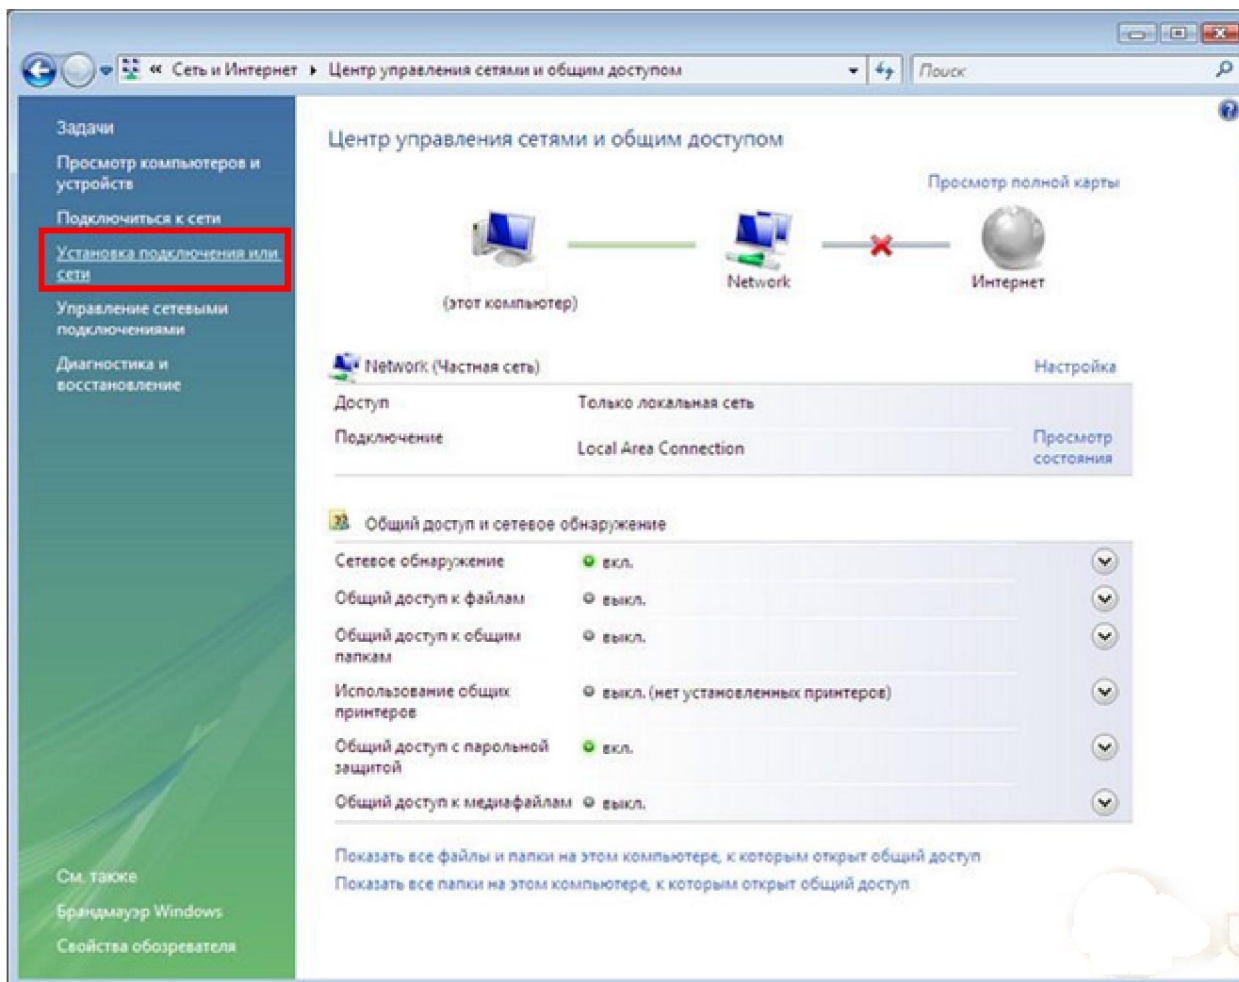 « Сеть и Интернет ▸ Центр управления сетями и общим доступом
Поиск
Задачи
Просмотр компьютеров и
устройств
Подключиться к сети
Установка подключения или
сети
Управление сетевыми
подключениями
Диагностика и
восстановление
Центр управления сетями и общим доступом
Просмотр полной карты
(этот компьютер)
Network
Интернет
Network (Частная сеть)
Настройка
Доступ
Только локальная сеть
Подключение
Local Area Connection
Просмотр
состояния
Общий доступ и сетевое обнаружение
Сетевое обнаружение
вкл.
Общий доступ к файлам
выкл.
Общий доступ к общим
папкам
выкл.
Использование общих
принтеров
выкл. (нет установленных принтеров)
Общий доступ с парольной
защитой
вкл.
Общий доступ к медиафайлам
выкл.
Показать все файлы и папки на этом компьютере, к которым открыт общий доступ
Показать все папки на этом компьютере, к которым открыт общий доступ
См. также
Брандмауэр Windows
Свойства обозревателя